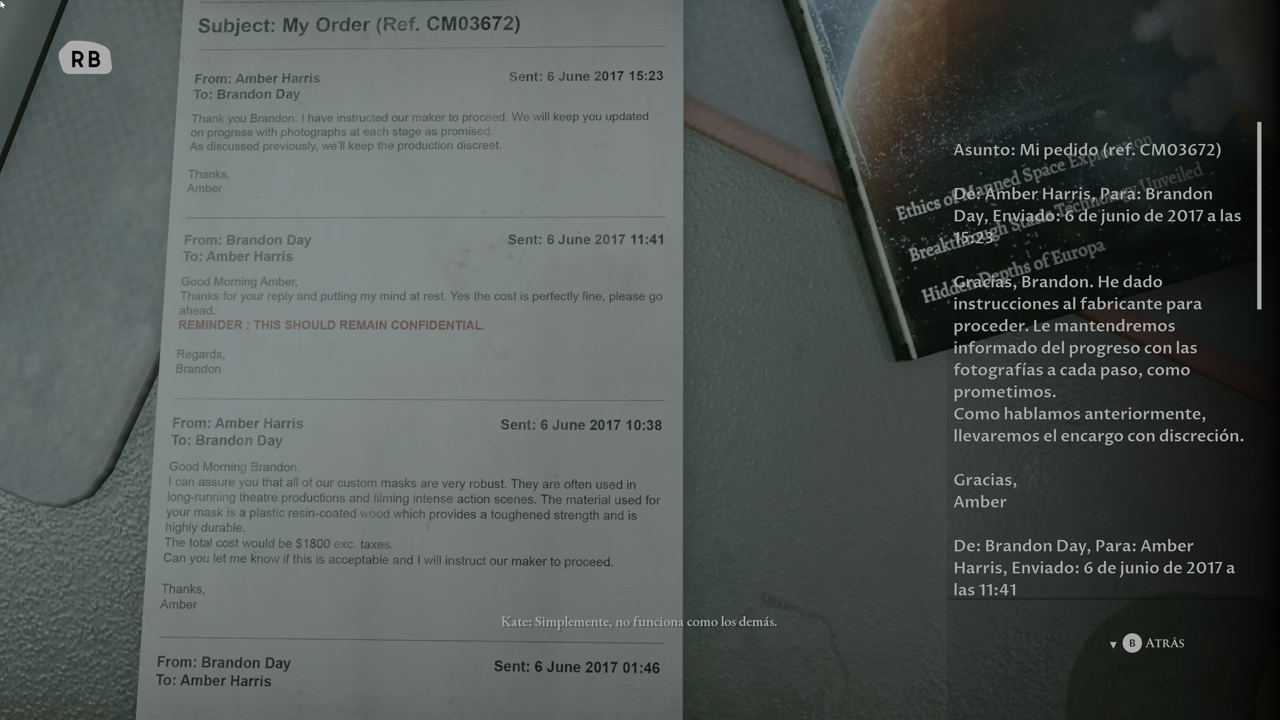 RB
Subject: My Order (Ref. CM03672)
From: Amber Harris
Sent: 6 June 2017 15:23
To: Brandon Day
Thank you Brandon. I have instructed our maker to proceed. We will keep you updated
on progress with photographs at each stage as promised.
As discussed previously, we'll keep the production discreet.
Thanks,
Amber
From: Brandon Day
Sent: 6 June 2017 11:41
To: Amber Harris
Good Morning Amber,
Thanks for your reply and putting my mind at rest. Yes the cost is perfectly fine, please go
ahead.
REMINDER : THIS SHOULD REMAIN CONFIDENTIAL.
Regards,
Brandon
From: Amber Harris
Sent: 6 June 2017 10:38
To: Brandon Day
Good Morning Brandon,
I can assure you that all of our custom masks are very robust. They are often used in
long-running theatre productions and filming intense action scenes. The material used for
your mask is a plastic resin-coated wood which provides a toughened strength and is
highly durable.
The total cost would be $1800 exc. taxes.
Can you let me know if this is acceptable and I will instruct our maker to proceed.
Thanks,
Amber
From: Brandon Day
Sent: 6 June 2017 01:46
To: Amber Harris
Ethics of Manned Space Exploration
Breakthrough Stasis Technology Unveiled
Hidden Depths of Europa
Asunto: Mi pedido (ref. CM03672)
De: Amber Harris, Para: Brandon
Day, Enviado: 6 de junio de 2017 a las
15:23
Gracias, Brandon. He dado
instrucciones al fabricante para
proceder. Le mantendremos
informado del progreso con las
fotografías a cada paso, como
prometimos.
Como hablamos anteriormente,
llevaremos el encargo con discreción.
Gracias,
Amber
De: Brandon Day, Para: Amber
Harris, Enviado: 6 de junio de 2017 a
las 11:41
Kate: Simplemente, no funciona como los demás.
B ATRÁS